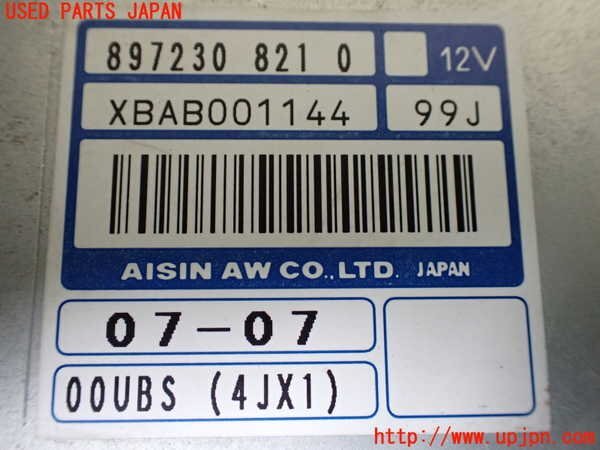 USED PARTS JAPAN
897230 821 0 12V
XBAB001144 99J
AISIN AW CO.,LTD. JAPAN
07-07
00UBS (4JX1)
http://www.upjpn.com